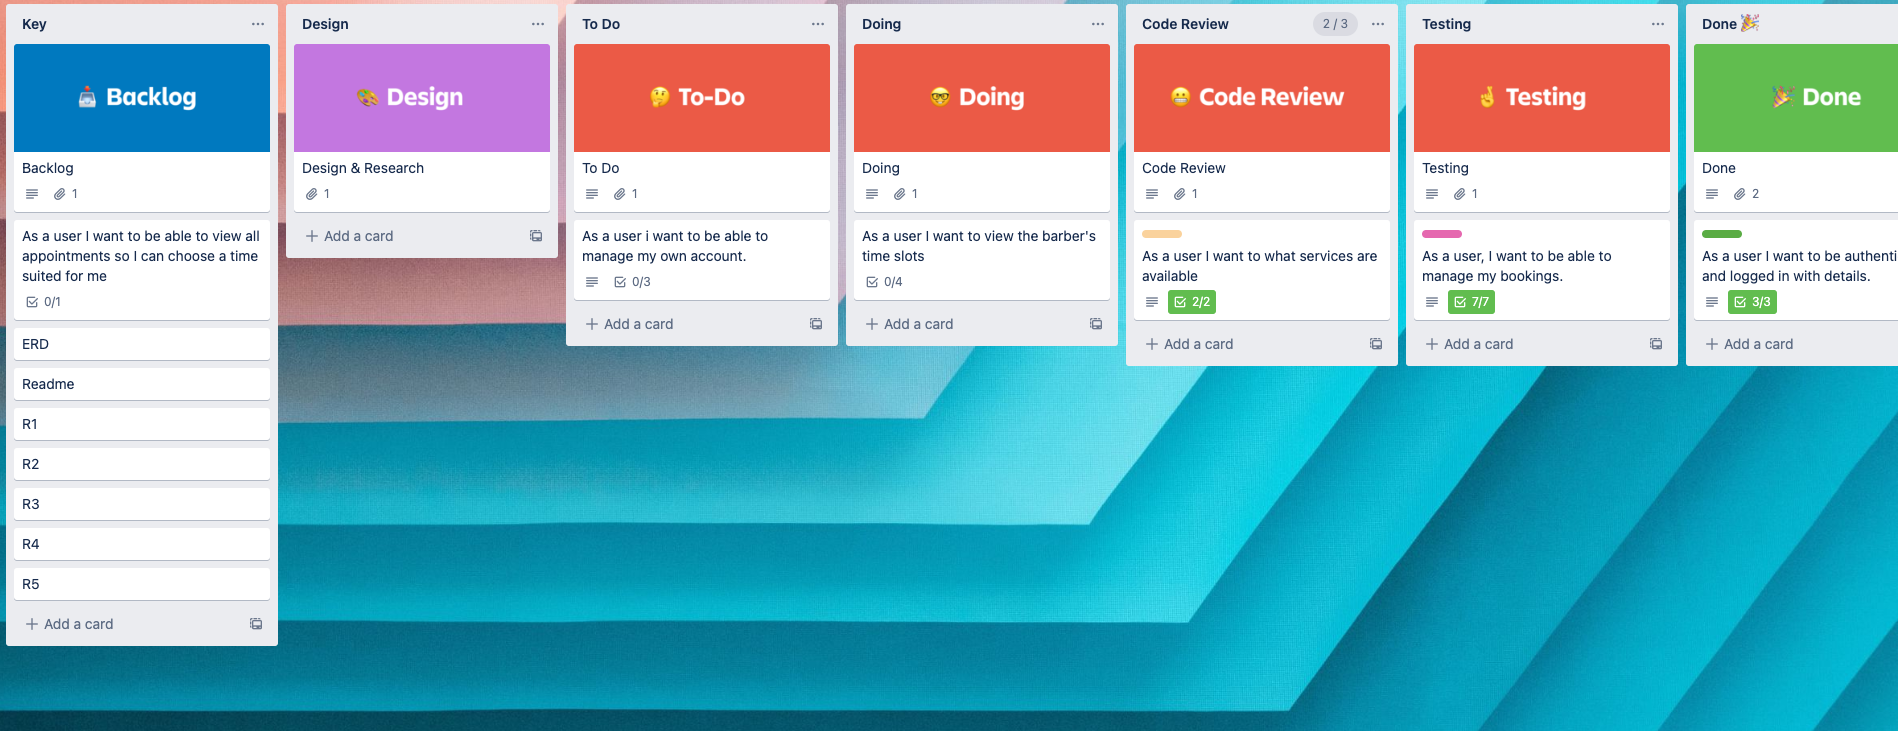 Key
Backlog
Backlog
1
As a user I want to be able to view all
appointments so I can choose a time
suited for me
0/1
ERD
Readme
R1
R2
R3
R4
R5
Add a card
Design
Design
Design & Research
1
Add a card
To Do
To-Do
To Do
1
As a user i want to be able to
manage my own account.
0/3
Add a card
Doing
Doing
Doing
1
As a user I want to view the barber's
time slots
0/4
Add a card
Code Review
2 / 3
Code Review
Code Review
1
As a user I want to what services are
available
2/2
Add a card
Testing
Testing
Testing
1
As a user, I want to be able to
manage my bookings.
7/7
Add a card
Done 🎉
Done
Done
2
As a user I want to be authenti
and logged in with details.
3/3
Add a card